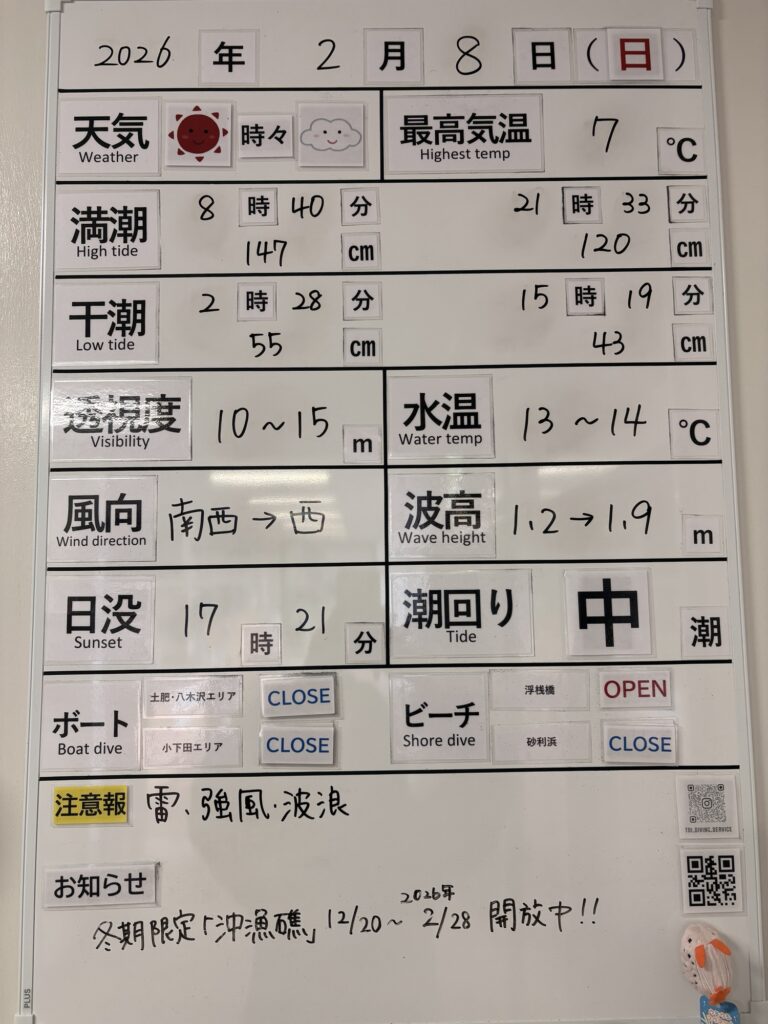 2026 年 2 月 8 日 ( 日 )
天気 時々
Weather
最高気温 7 ℃
Highest temp
満潮 8 時 40 分 21 時 33 分
High tide 147 cm 120 cm
干潮 2 時 28 分 15 時 19 分
Low tide 55 cm 43 cm
透視度 10～15 m
Visibility
水温 13～14 ℃
Water temp
風向 南西→西
Wind direction
波高 1.2→1.9 m
Wave height
日没 17 時 21 分
Sunset
潮回り 中 潮
Tide
ボート 土肥・八木沢エリア CLOSE
Boat dive 小下田エリア CLOSE
ビーチ 浮桟橋 OPEN
Shore dive 砂利浜 CLOSE
注意報 雷、強風・波浪
TOI_DIVING_SERVICE
お知らせ
冬期限定「沖漁礁」12/20～2026年2/28 開放中!!
PLUS